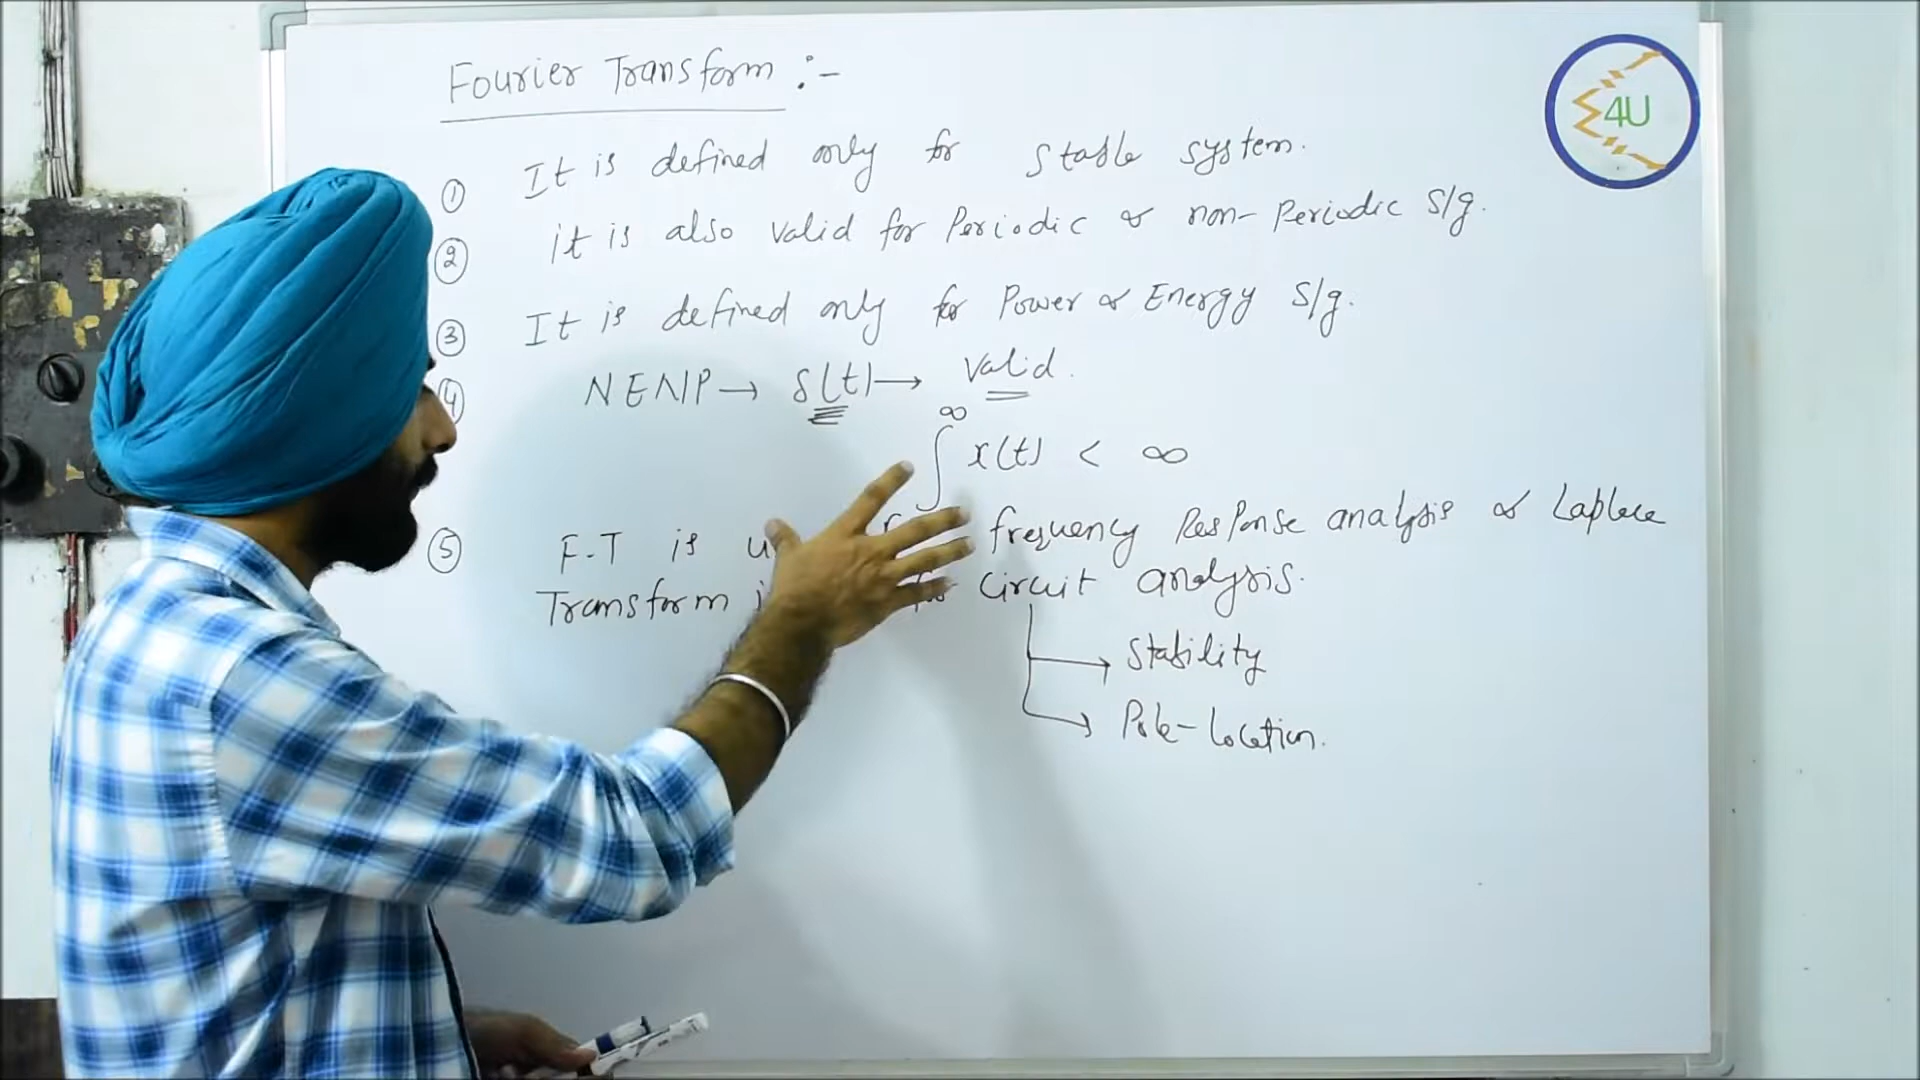 Fourier Transform :-
① It is defined only for stable system.
② it is also valid for Periodic & non-Periodic S/g.
③ It is defined only for Power & Energy S/g.
④ NENP → δ(t) → Valid.
∫ ∞ x(t) < ∞
⑤ F.T is frequency Response analysis & Laplace
Transform for Circuit analysis.
→ Stability
→ Pole-location.
4U